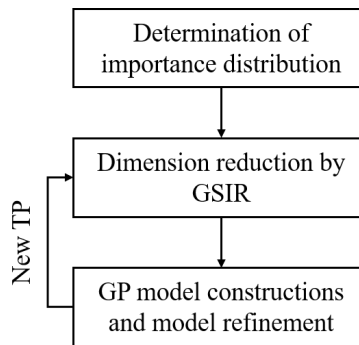 Determination of
importance distribution
Dimension reduction by
GSIR
New TP
GP model constructions
and model refinement